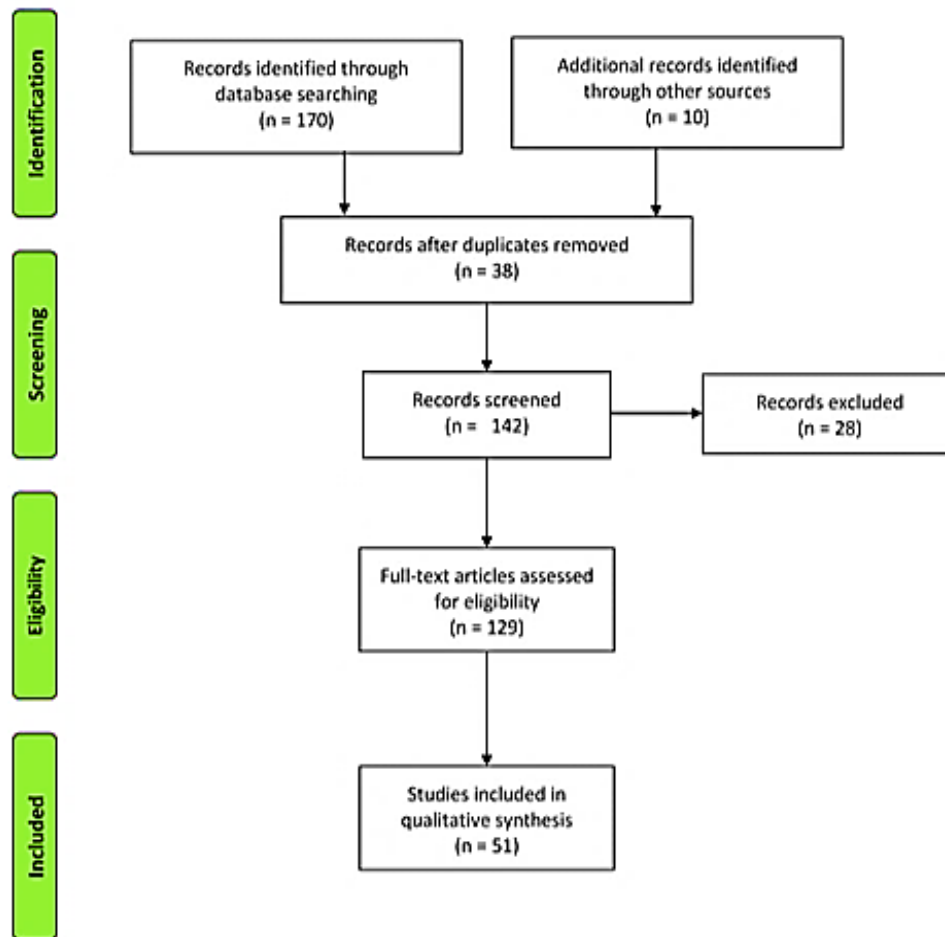 Identification
Records identified through
database searching
(n = 170)
Additional records identified
through other sources
(n = 10)
Records after duplicates removed
(n = 38)
Screening
Records screened
(n = 142)
Records excluded
(n = 28)
Eligibility
Full-text articles assessed
for eligibility
(n = 129)
Included
Studies included in
qualitative synthesis
(n = 51)